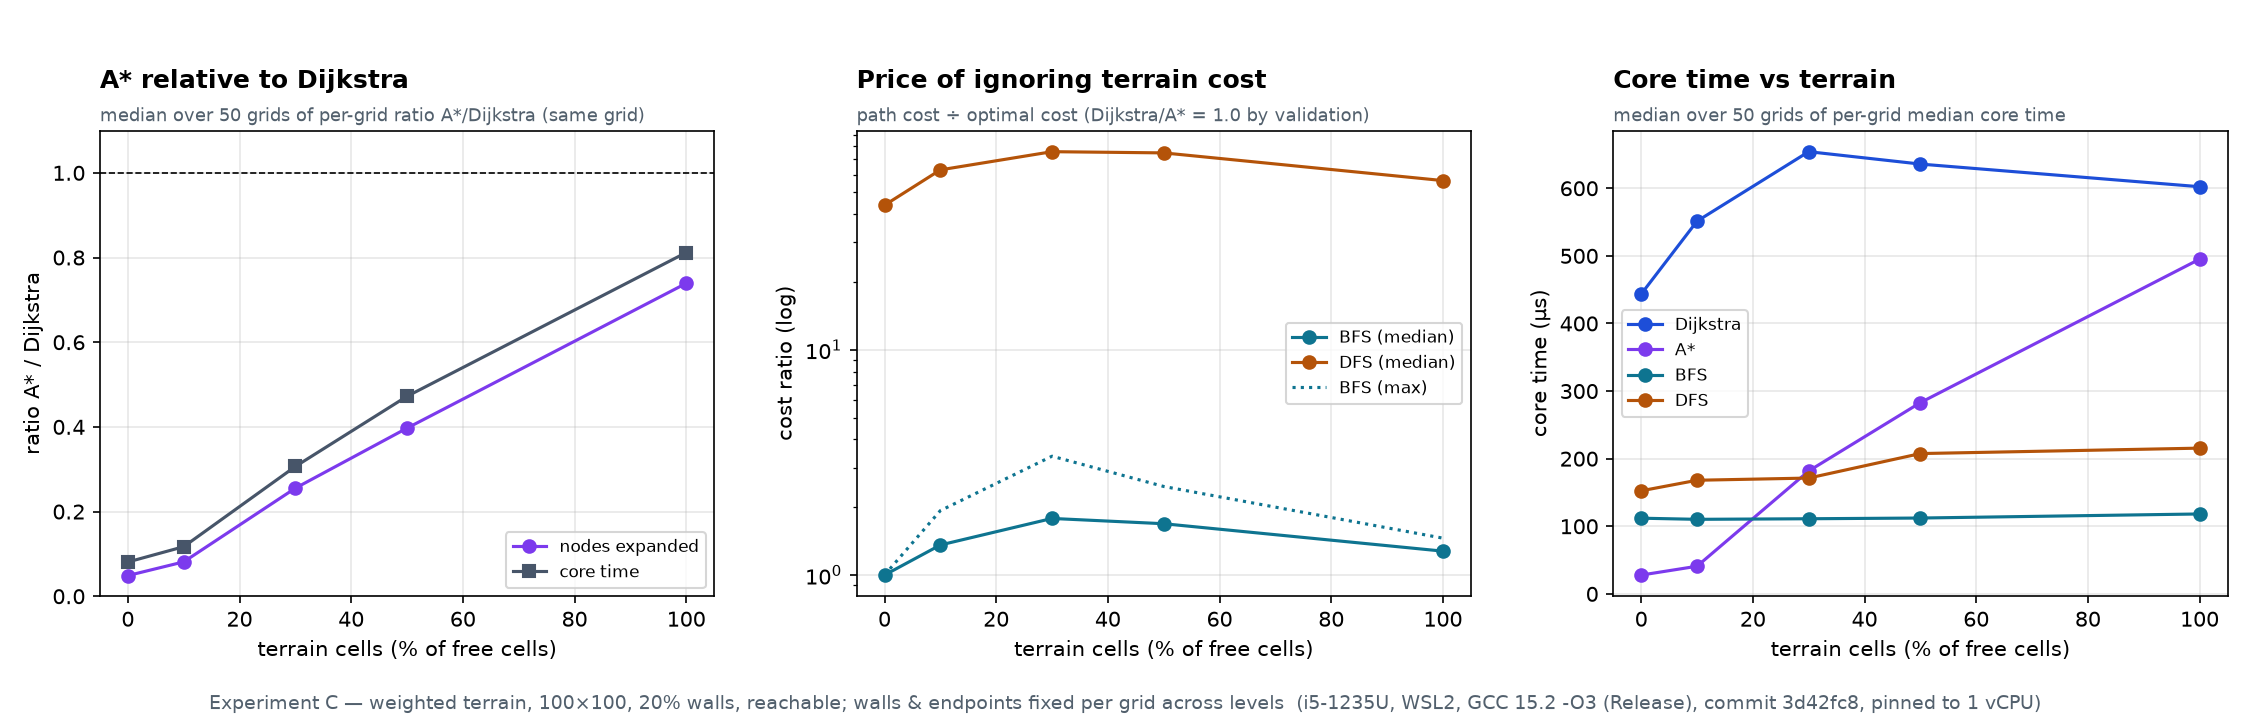 A* relative to Dijkstra
median over 50 grids of per-grid ratio A*/Dijkstra (same grid)
ratio A* / Dijkstra
1.0
0.8
0.6
0.4
0.2
0.0
nodes expanded
core time
0 20 40 60 80 100
terrain cells (% of free cells)
Price of ignoring terrain cost
path cost ÷ optimal cost (Dijkstra/A* = 1.0 by validation)
cost ratio (log)
10¹
10⁰
BFS (median)
DFS (median)
BFS (max)
0 20 40 60 80 100
terrain cells (% of free cells)
Core time vs terrain
median over 50 grids of per-grid median core time
core time (µs)
600
500
400
300
200
100
0
Dijkstra
A*
BFS
DFS
0 20 40 60 80 100
terrain cells (% of free cells)
Experiment C — weighted terrain, 100×100, 20% walls, reachable; walls & endpoints fixed per grid across levels (i5-1235U, WSL2, GCC 15.2 -O3 (Release), commit 3d42fc8, pinned to 1 vCPU)